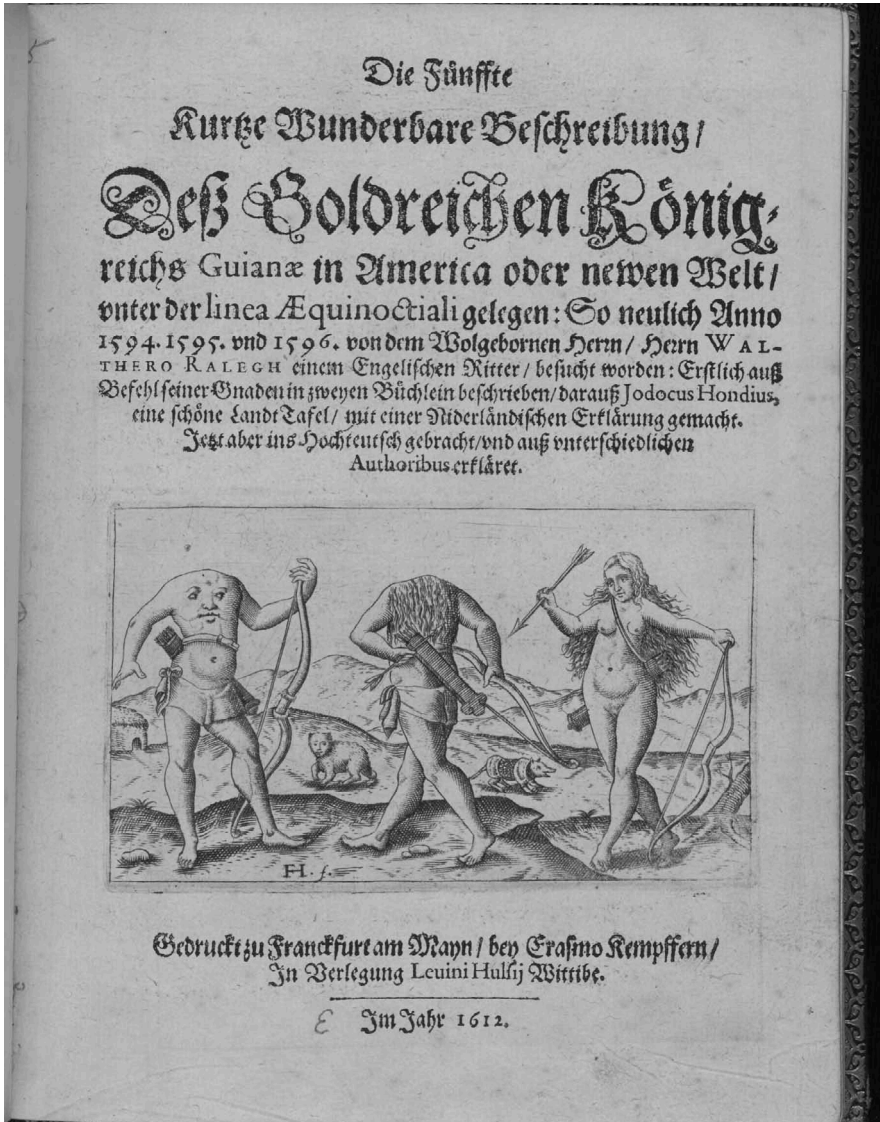 5
Die Fünffte
Kurtze Wunderbare Beschreibung/
Deß Goldreichen König-
reichs Guianæ in America oder newen Welt/
vnter der linea Æquinoctiali gelegen: So neulich Anno
1594. 1595. vnd 1596. von dem Wolgebornen Herrn/ Herrn WAL-
THERO RALEGH einem Engelischen Ritter/ besucht worden: Erstlich auß
Befehl seiner Gnaden in zweyen Büchlein beschrieben/ darauß Jodocus Hondius,
eine schöne Landt Tafel/ mit einer Niderländischen Erklärung gemacht.
Jetzt aber ins Hochteutsch gebracht/ vnd auß vnterschiedlichen
Authoribus erkläret.
FH. f.
Gedruckt zu Franckfurt am Mayn/ bey Erasmo Kempffern/
In Verlegung Leuini Hulsij Wittibe.
Im Jahr 1612.